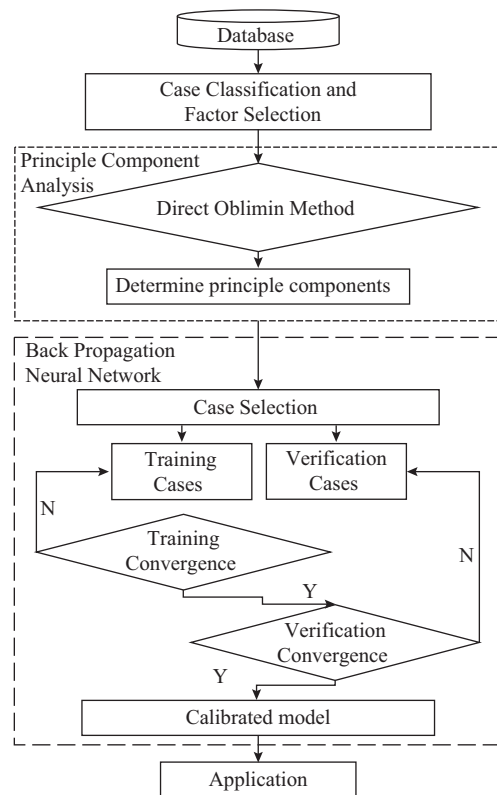 Database
Case Classification and
Factor Selection
Principle Component
Analysis
Direct Oblimin Method
Determine principle components
Back Propagation
Neural Network
Case Selection
Training
Cases
Verification
Cases
N
Training
Convergence
N
Y
Verification
Convergence
Y
Calibrated model
Application